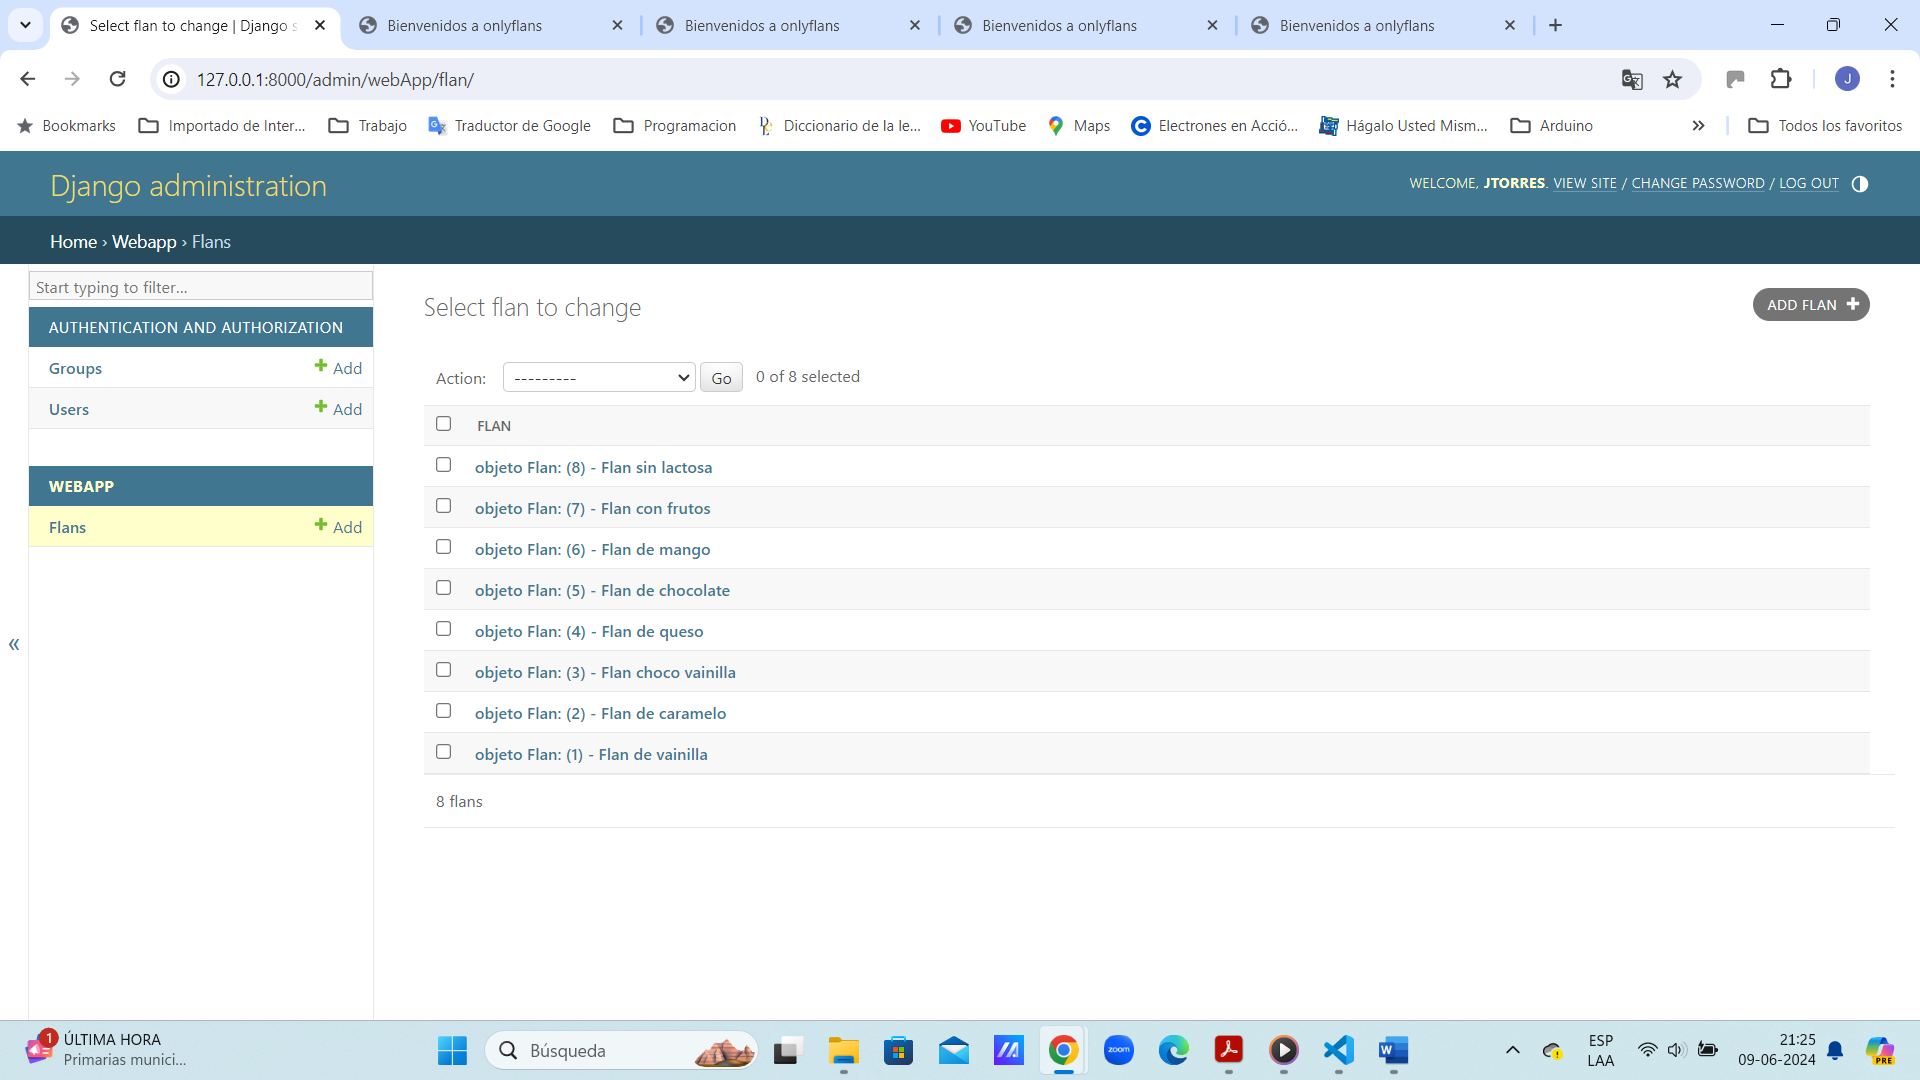 Select flan to change | Django s
Bienvenidos a onlyflans
Bienvenidos a onlyflans
Bienvenidos a onlyflans
Bienvenidos a onlyflans
127.0.0.1:8000/admin/webApp/flan/
J
Bookmarks
Importado de Inter...
Trabajo
Traductor de Google
Programacion
Diccionario de la le...
YouTube
Maps
Electrones en Acció...
Hágalo Usted Mism...
Arduino
Todos los favoritos
Django administration
WELCOME, JTORRES. VIEW SITE / CHANGE PASSWORD / LOG OUT
Home › Webapp › Flans
Start typing to filter...
AUTHENTICATION AND AUTHORIZATION
Groups + Add
Users + Add
WEBAPP
Flans + Add
«
Select flan to change
ADD FLAN +
Action: --------- Go 0 of 8 selected
FLAN
objeto Flan: (8) - Flan sin lactosa
objeto Flan: (7) - Flan con frutos
objeto Flan: (6) - Flan de mango
objeto Flan: (5) - Flan de chocolate
objeto Flan: (4) - Flan de queso
objeto Flan: (3) - Flan choco vainilla
objeto Flan: (2) - Flan de caramelo
objeto Flan: (1) - Flan de vainilla
8 flans
1
ÚLTIMA HORA
Primarias munici...
Búsqueda
zoom
W
ESP
LAA
21:25
09-06-2024
PRE